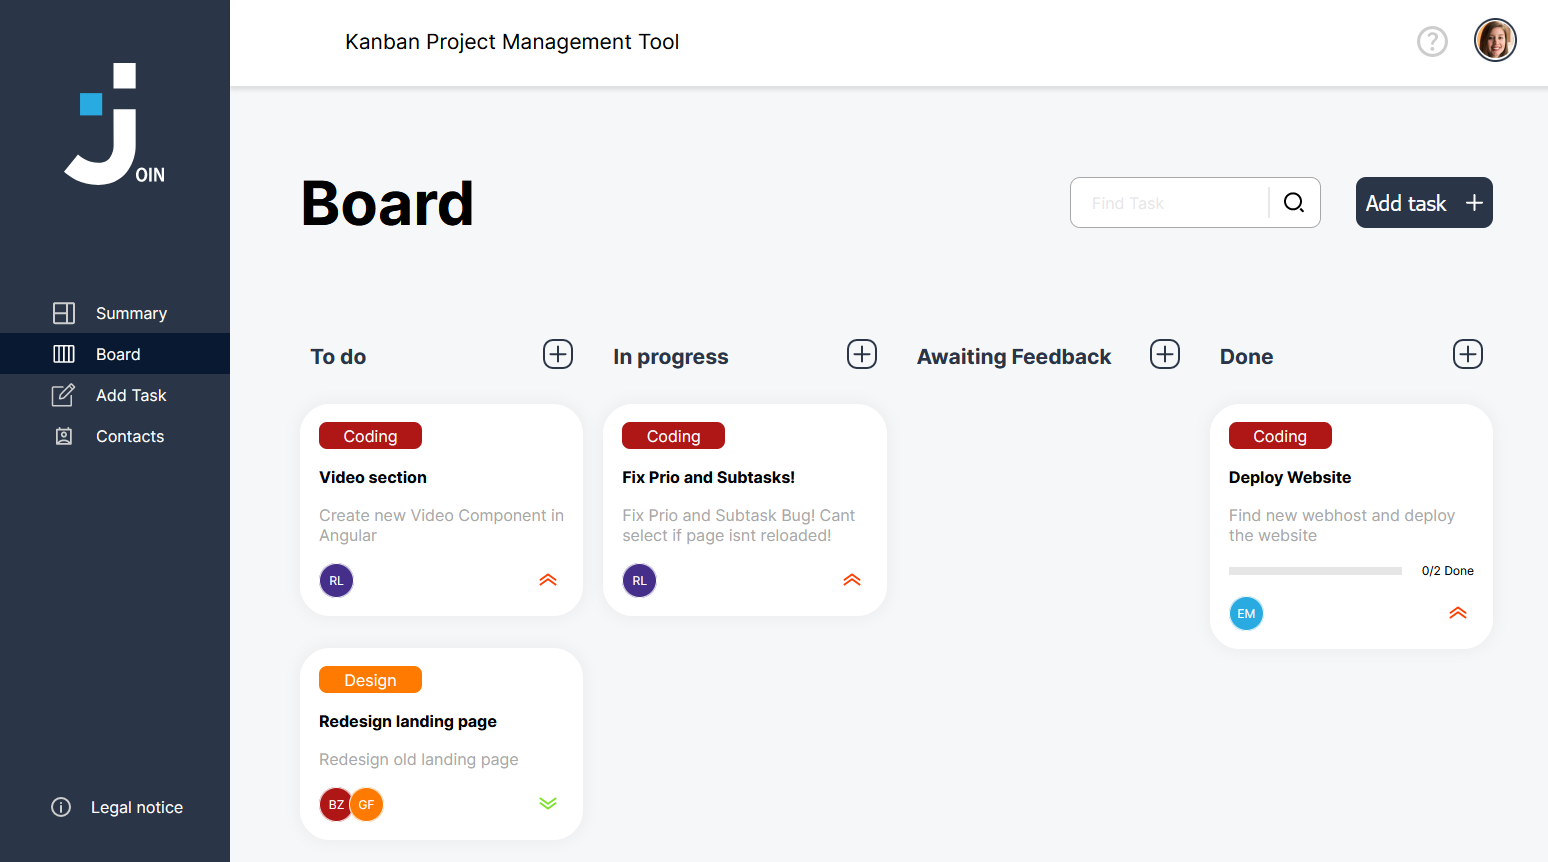 Kanban Project Management Tool
?
OIN
Board
Find Task
Add task +
Summary
Board
Add Task
Contacts
Legal notice
To do
In progress
Awaiting Feedback
Done
Coding
Video section
Create new Video Component in
Angular
RL
Design
Redesign landing page
Redesign old landing page
BZ GF
Coding
Fix Prio and Subtasks!
Fix Prio and Subtask Bug! Cant
select if page isnt reloaded!
RL
Coding
Deploy Website
Find new webhost and deploy
the website
0/2 Done
EM